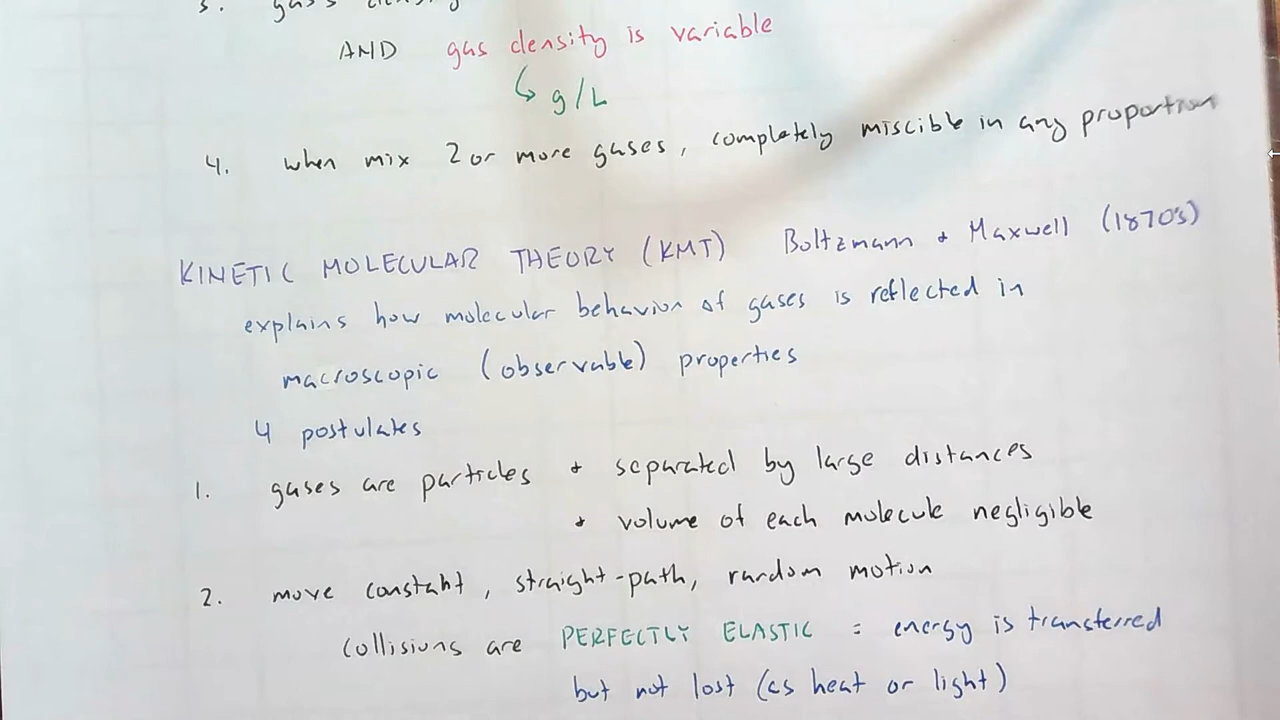 3. gas's density
AND gas density is variable
↳ g/L
4. when mix 2 or more gases, completely miscible in any proportion
KINETIC MOLECULAR THEORY (KMT) Boltzmann + Maxwell (1870's)
explains how molecular behavior of gases is reflected in
macroscopic (observable) properties
4 postulates
1. gases are particles + separated by large distances
+ volume of each molecule negligible
2. move constant, straight-path, random motion
collisions are PERFECTLY ELASTIC : energy is transferred
but not lost (as heat or light)